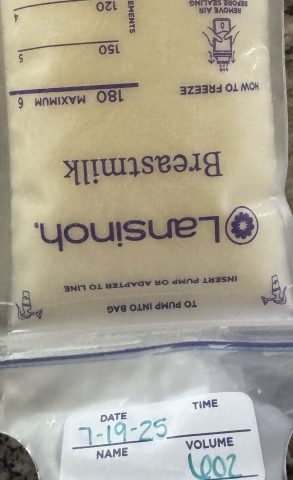 TO PUMP INTO BAG
INSERT PUMP OR ADAPTER TO LINE
Lansinoh.
Breastmilk
HOW TO FREEZE
180 MAXIMUM 6
150 5
REMOVE AIR
BEFORE SEALING
120 4
DATE TIME
7-19-25
NAME VOLUME
6oz